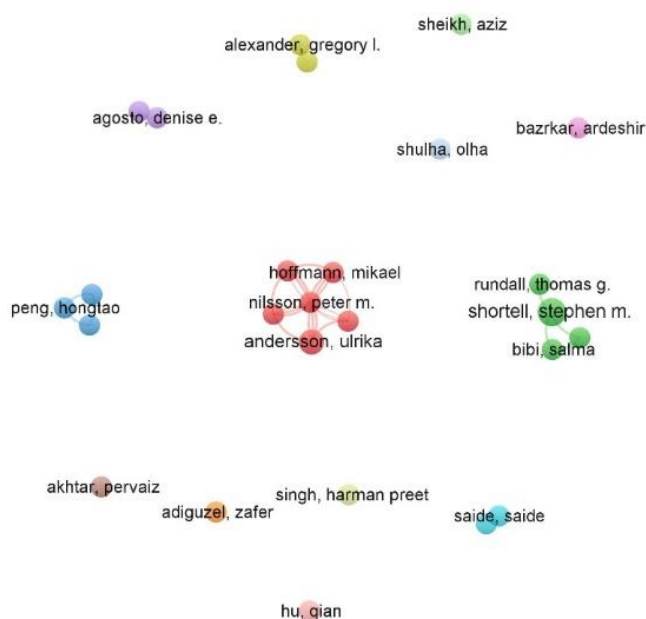 sheikh, aziz
alexander, gregory l.
agosto, denise e.
bazrkar, ardeshir
shulha, olha
hoffmann, mikael
rundall, thomas g.
peng, hongtao
nilsson, peter m.
shortell, stephen m.
andersson, ulrika
bibi, salma
akhtar, pervaiz
singh, harman preet
adiguzel, zafer
saide, saide
hu, qian